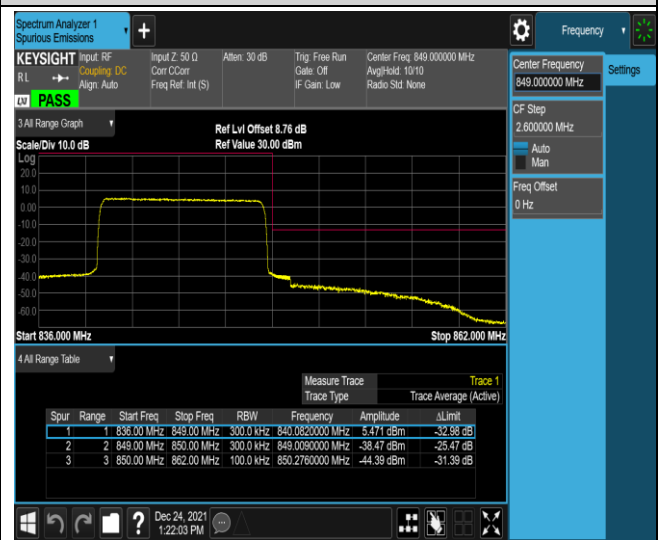 Spectrum Analyzer 1
Spurious Emissions
Frequency
KEYSIGHT Input: RF Input Z: 50 Ω Atten: 30 dB Trig: Free Run Center Freq: 849.000000 MHz
RL Coupling: DC Corr CCorr Gate: Off Avg|Hold: 10/10
Align: Auto Freq Ref: Int (S) IF Gain: Low Radio Std: None
LW PASS
Center Frequency
849.000000 MHz
Settings
CF Step
2.600000 MHz
Auto
Man
Freq Offset
0 Hz
3 All Range Graph
Ref Lvl Offset 8.76 dB
Scale/Div 10.0 dB Ref Value 30.00 dBm
Log
20.0
10.0
0.00
-10.0
-20.0
-30.0
-40.0
-50.0
-60.0
Start 836.000 MHz Stop 862.000 MHz
4 All Range Table
Measure Trace Trace 1
Trace Type Trace Average (Active)
Spur Range Start Freq Stop Freq RBW Frequency Amplitude ΔLimit
1 1 836.00 MHz 849.00 MHz 300.0 kHz 840.0820000 MHz 5.471 dBm -32.98 dB
2 2 849.00 MHz 850.00 MHz 300.0 kHz 849.0090000 MHz -38.47 dBm -25.47 dB
3 3 850.00 MHz 862.00 MHz 100.0 kHz 850.2760000 MHz -44.39 dBm -31.39 dB
Dec 24, 2021
1:22:03 PM